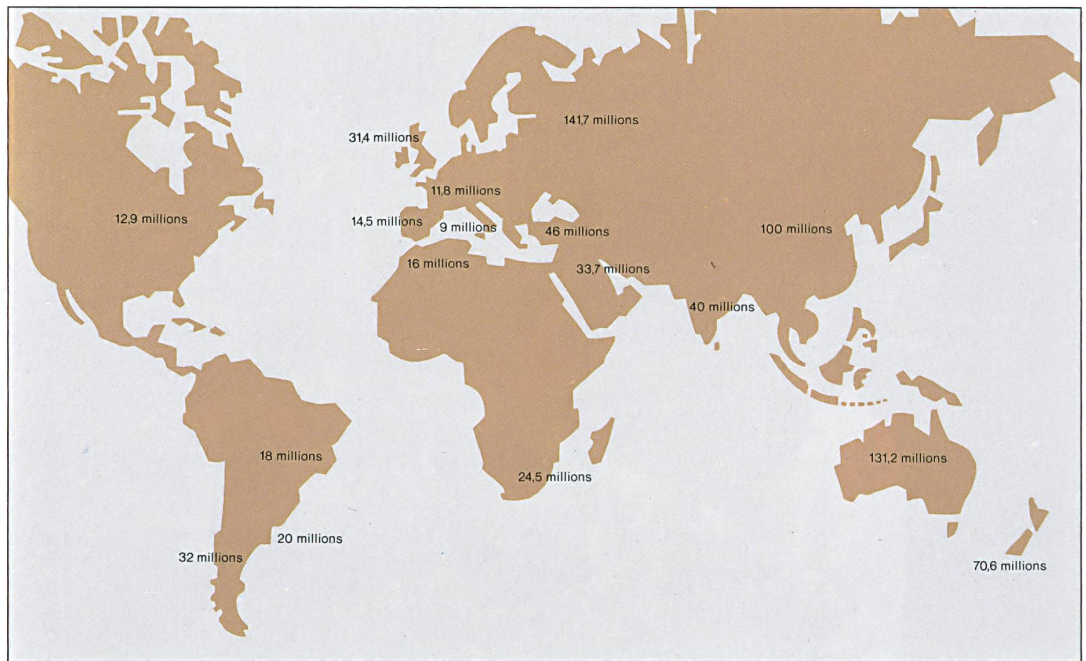 141,7 millions
31,4 millions
11,8 millions
12,9 millions
14,5 millions
9 millions
46 millions
100 millions
16 millions
33,7 millions
40 millions
18 millions
131,2 millions
24,5 millions
20 millions
32 millions
70,6 millions